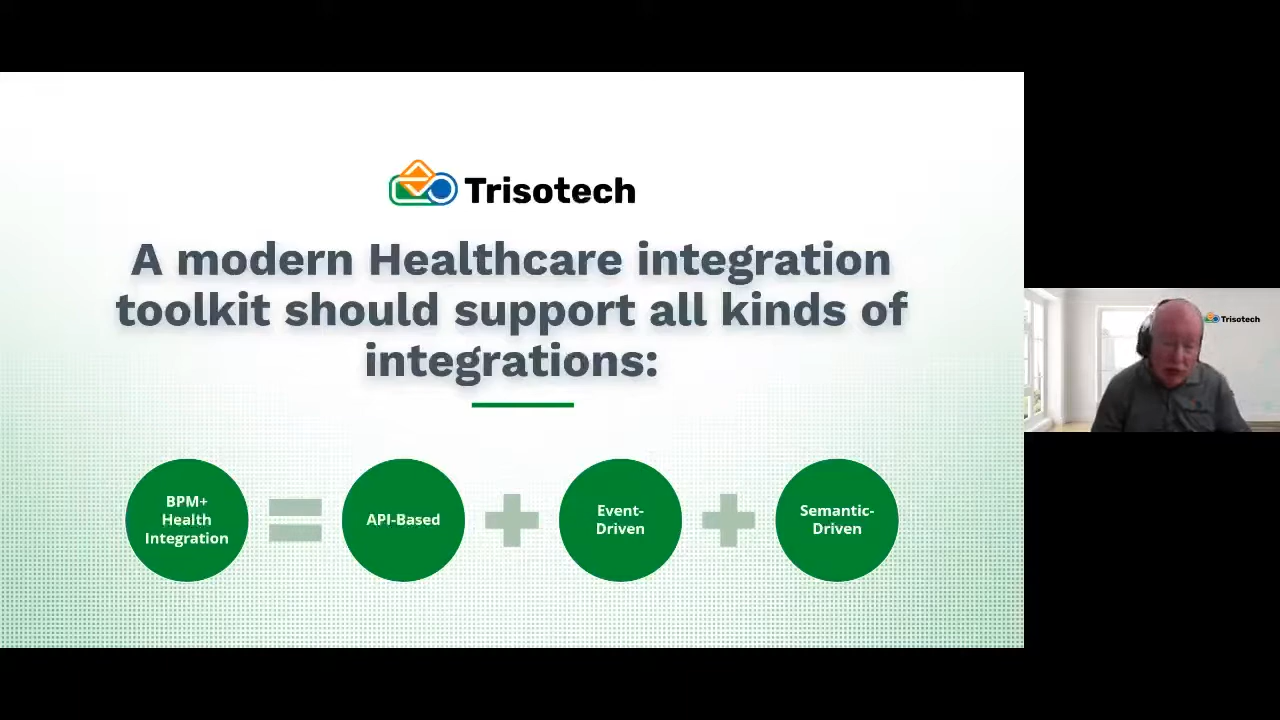 Trisotech
A modern Healthcare integration
toolkit should support all kinds of
integrations:
BPM+
Health
Integration
API-Based
Event-
Driven
Semantic-
Driven
Trisotech